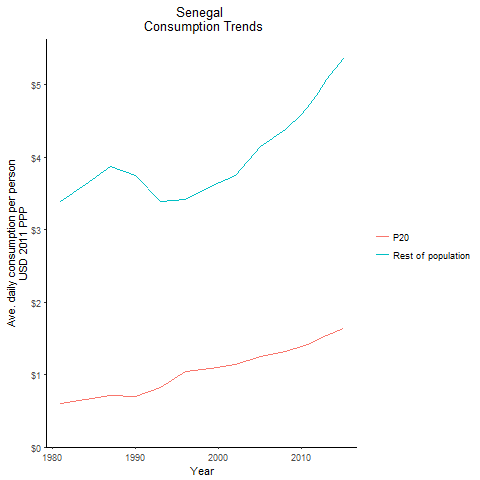 Senegal
Consumption Trends
Ave. daily consumption per person
USD 2011 PPP
$5
$4
$3
$2
$1
$0
1980 1990 2000 2010
Year
P20
Rest of population